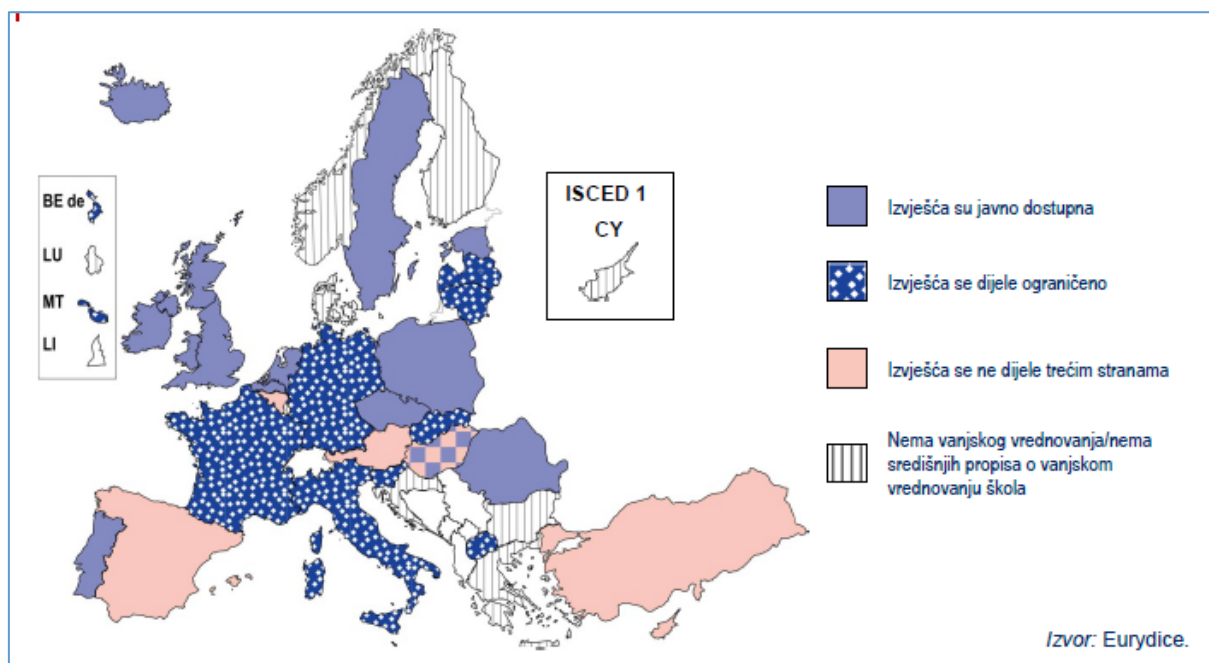 BE de
LU
MT
LI
ISCED 1
CY
Izvješća su javno dostupna
Izvješća se dijele ograničeno
Izvješća se ne dijele trećim stranama
Nema vanjskog vrednovanja/nema
središnjih propisa o vanjskom
vrednovanju škola
Izvor: Eurydice.